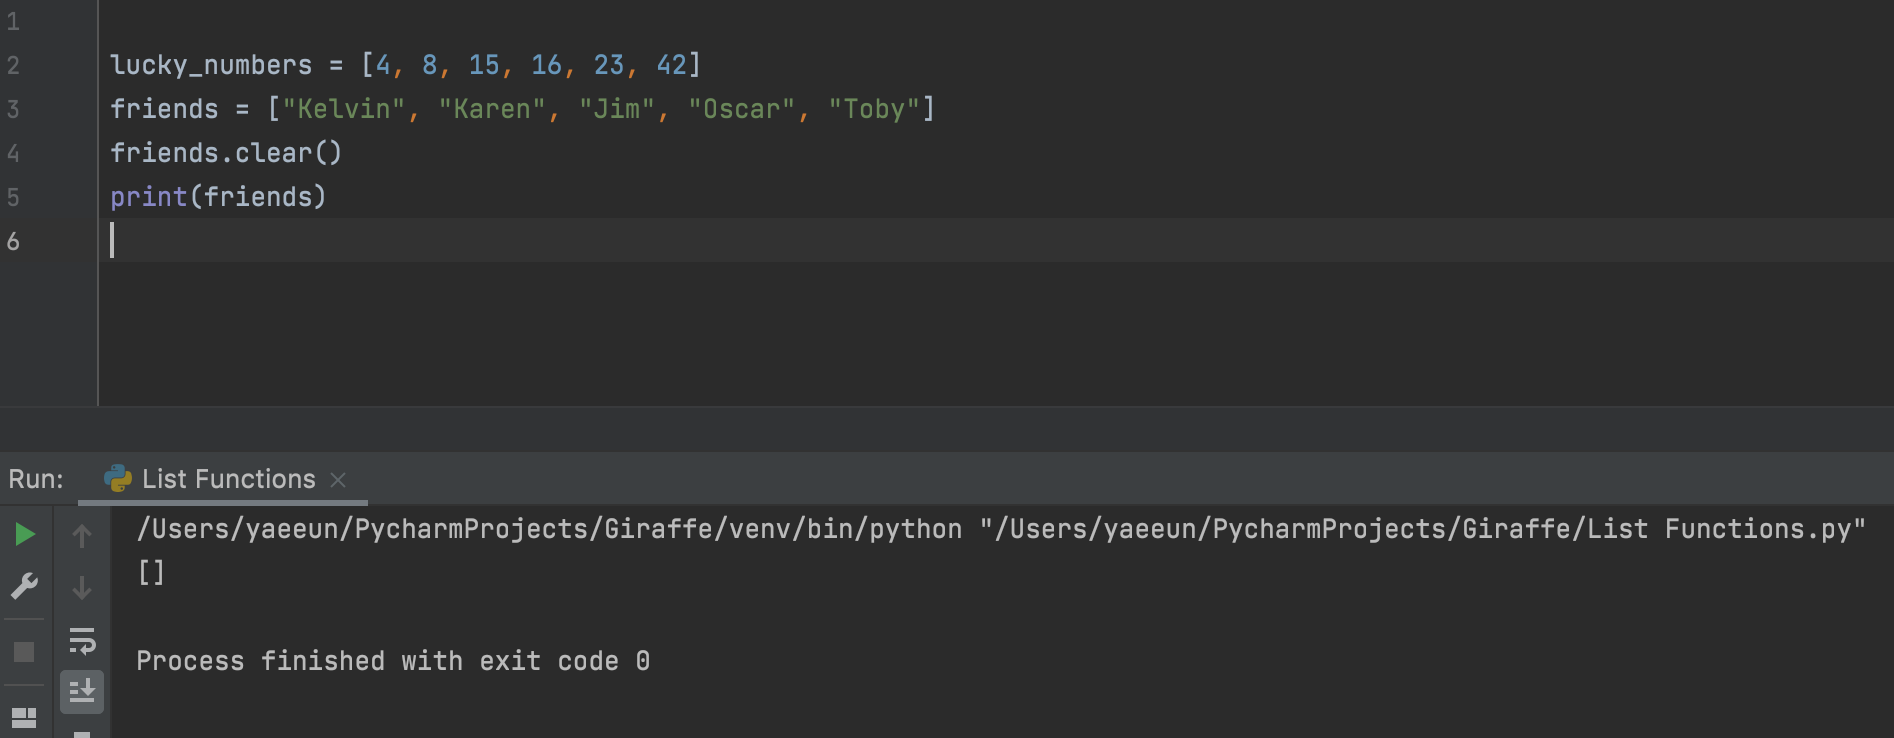 1
2 lucky_numbers = [4, 8, 15, 16, 23, 42]
3 friends = ["Kelvin", "Karen", "Jim", "Oscar", "Toby"]
4 friends.clear()
5 print(friends)
6
Run: List Functions ×
/Users/yaeeun/PycharmProjects/Giraffe/venv/bin/python "/Users/yaeeun/PycharmProjects/Giraffe/List Functions.py"
[]
Process finished with exit code 0